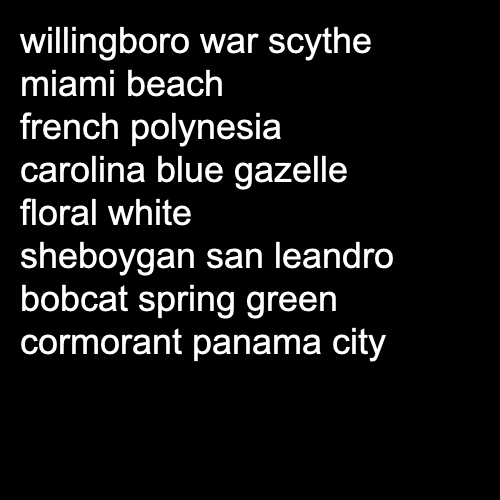 willingboro war scythe
miami beach
french polynesia
carolina blue gazelle
floral white
sheboygan san leandro
bobcat spring green
cormorant panama city